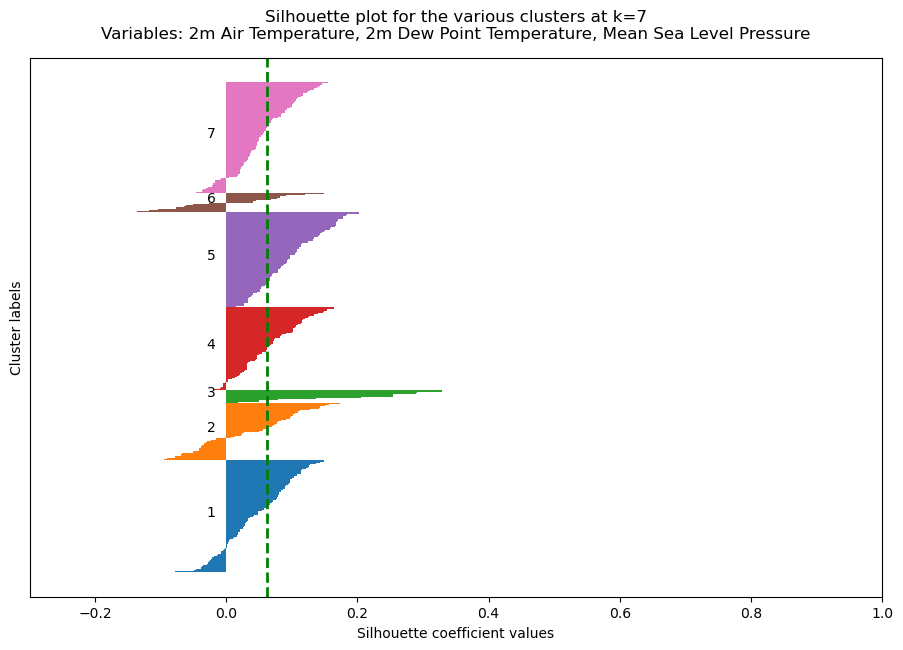 Silhouette plot for the various clusters at k=7
Variables: 2m Air Temperature, 2m Dew Point Temperature, Mean Sea Level Pressure
Cluster labels
7
6
5
4
3
2
1
−0.2 0.0 0.2 0.4 0.6 0.8 1.0
Silhouette coefficient values